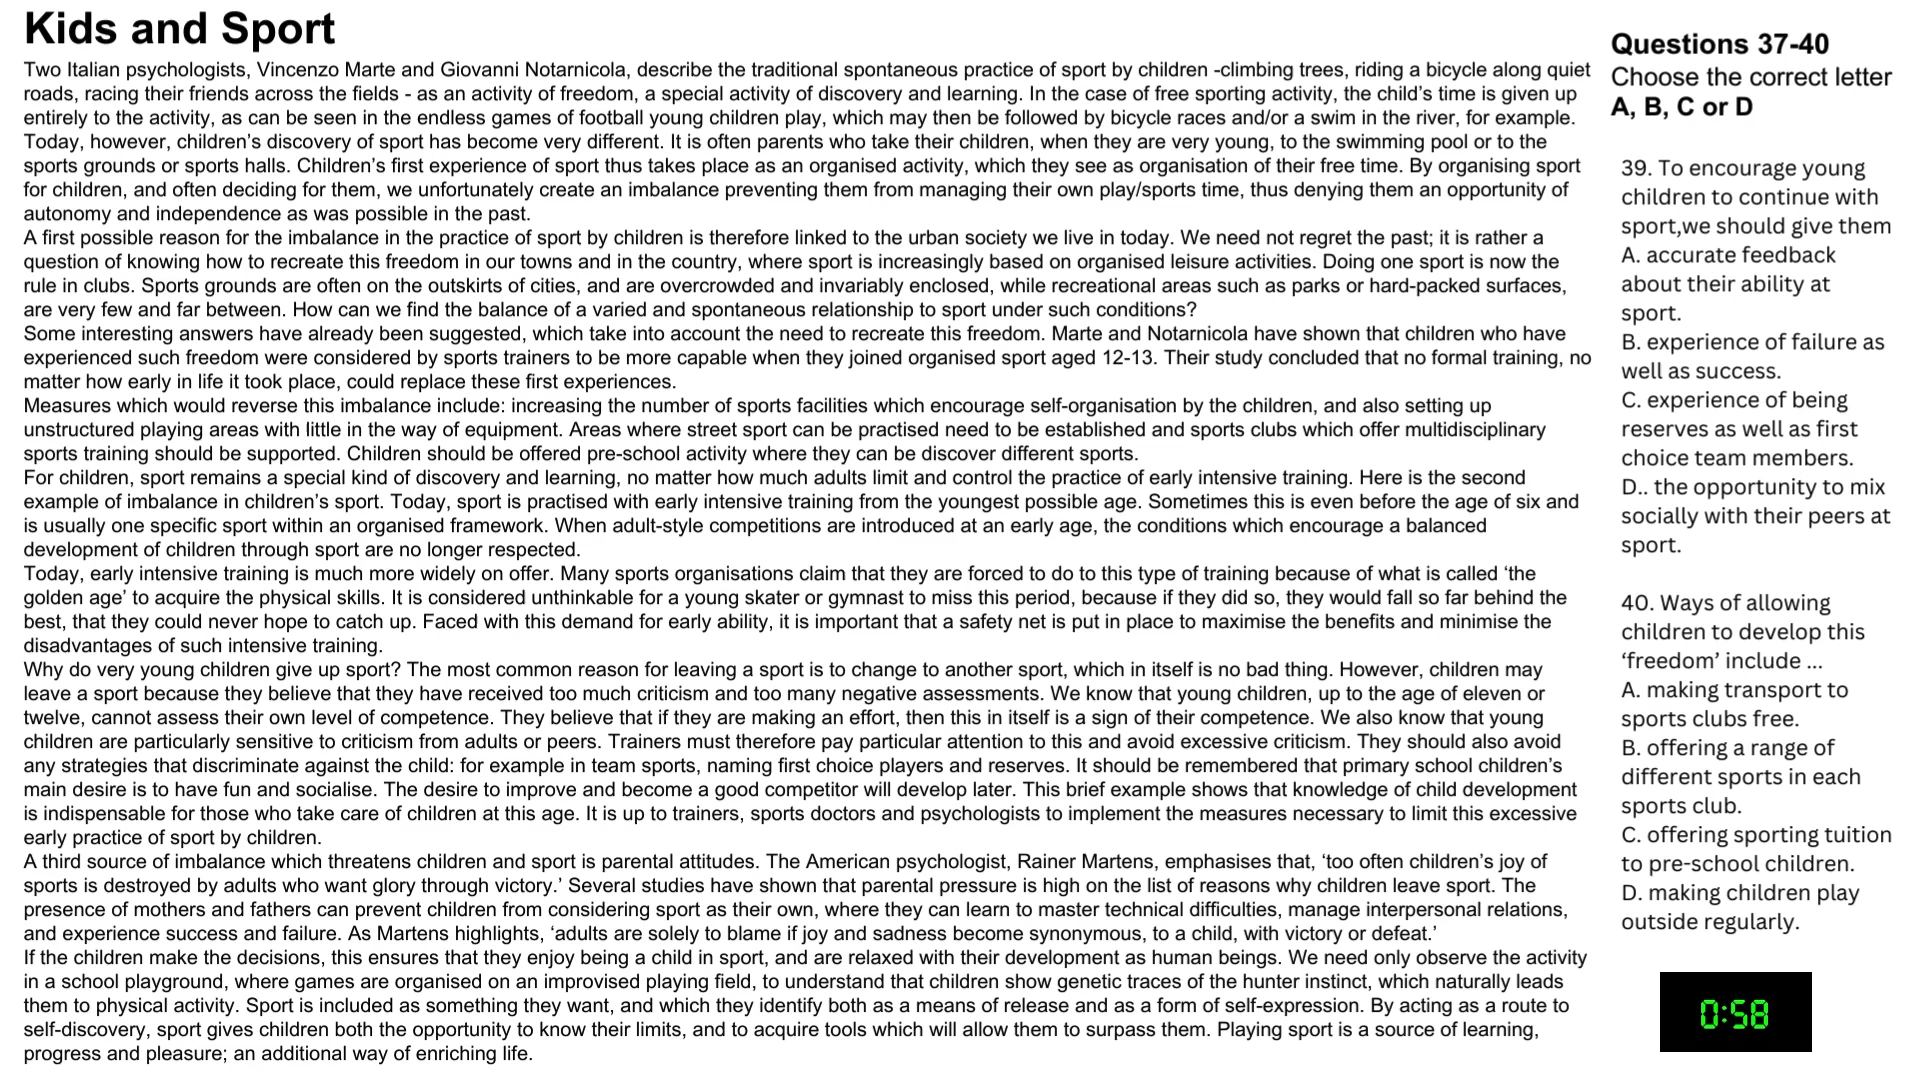 Kids and Sport
Two Italian psychologists, Vincenzo Marte and Giovanni Notarnicola, describe the traditional spontaneous practice of sport by children -climbing trees, riding a bicycle along quiet
roads, racing their friends across the fields - as an activity of freedom, a special activity of discovery and learning. In the case of free sporting activity, the child's time is given up
entirely to the activity, as can be seen in the endless games of football young children play, which may then be followed by bicycle races and/or a swim in the river, for example.
Today, however, children's discovery of sport has become very different. It is often parents who take their children, when they are very young, to the swimming pool or to the
sports grounds or sports halls. Children's first experience of sport thus takes place as an organised activity, which they see as organisation of their free time. By organising sport
for children, and often deciding for them, we unfortunately create an imbalance preventing them from managing their own play/sports time, thus denying them an opportunity of
autonomy and independence as was possible in the past.
A first possible reason for the imbalance in the practice of sport by children is therefore linked to the urban society we live in today. We need not regret the past; it is rather a
question of knowing how to recreate this freedom in our towns and in the country, where sport is increasingly based on organised leisure activities. Doing one sport is now the
rule in clubs. Sports grounds are often on the outskirts of cities, and are overcrowded and invariably enclosed, while recreational areas such as parks or hard-packed surfaces,
are very few and far between. How can we find the balance of a varied and spontaneous relationship to sport under such conditions?
Some interesting answers have already been suggested, which take into account the need to recreate this freedom. Marte and Notarnicola have shown that children who have
experienced such freedom were considered by sports trainers to be more capable when they joined organised sport aged 12-13. Their study concluded that no formal training, no
matter how early in life it took place, could replace these first experiences.
Measures which would reverse this imbalance include: increasing the number of sports facilities which encourage self-organisation by the children, and also setting up
unstructured playing areas with little in the way of equipment. Areas where street sport can be practised need to be established and sports clubs which offer multidisciplinary
sports training should be supported. Children should be offered pre-school activity where they can be discover different sports.
For children, sport remains a special kind of discovery and learning, no matter how much adults limit and control the practice of early intensive training. Here is the second
example of imbalance in children's sport. Today, sport is practised with early intensive training from the youngest possible age. Sometimes this is even before the age of six and
is usually one specific sport within an organised framework. When adult-style competitions are introduced at an early age, the conditions which encourage a balanced
development of children through sport are no longer respected.
Today, early intensive training is much more widely on offer. Many sports organisations claim that they are forced to do to this type of training because of what is called 'the
golden age' to acquire the physical skills. It is considered unthinkable for a young skater or gymnast to miss this period, because if they did so, they would fall so far behind the
best, that they could never hope to catch up. Faced with this demand for early ability, it is important that a safety net is put in place to maximise the benefits and minimise the
disadvantages of such intensive training.
Why do very young children give up sport? The most common reason for leaving a sport is to change to another sport, which in itself is no bad thing. However, children may
leave a sport because they believe that they have received too much criticism and too many negative assessments. We know that young children, up to the age of eleven or
twelve, cannot assess their own level of competence. They believe that if they are making an effort, then this in itself is a sign of their competence. We also know that young
children are particularly sensitive to criticism from adults or peers. Trainers must therefore pay particular attention to this and avoid excessive criticism. They should also avoid
any strategies that discriminate against the child: for example in team sports, naming first choice players and reserves. It should be remembered that primary school children's
main desire is to have fun and socialise. The desire to improve and become a good competitor will develop later. This brief example shows that knowledge of child development
is indispensable for those who take care of children at this age. It is up to trainers, sports doctors and psychologists to implement the measures necessary to limit this excessive
early practice of sport by children.
A third source of imbalance which threatens children and sport is parental attitudes. The American psychologist, Rainer Martens, emphasises that, 'too often children's joy of
sports is destroyed by adults who want glory through victory.' Several studies have shown that parental pressure is high on the list of reasons why children leave sport. The
presence of mothers and fathers can prevent children from considering sport as their own, where they can learn to master technical difficulties, manage interpersonal relations,
and experience success and failure. As Martens highlights, 'adults are solely to blame if joy and sadness become synonymous, to a child, with victory or defeat.'
If the children make the decisions, this ensures that they enjoy being a child in sport, and are relaxed with their development as human beings. We need only observe the activity
in a school playground, where games are organised on an improvised playing field, to understand that children show genetic traces of the hunter instinct, which naturally leads
them to physical activity. Sport is included as something they want, and which they identify both as a means of release and as a form of self-expression. By acting as a route to
self-discovery, sport gives children both the opportunity to know their limits, and to acquire tools which will allow them to surpass them. Playing sport is a source of learning,
progress and pleasure; an additional way of enriching life.
Questions 37-40
Choose the correct letter
A, B, C or D
39. To encourage young
children to continue with
sport,we should give them
A. accurate feedback
about their ability at
sport.
B. experience of failure as
well as success.
C. experience of being
reserves as well as first
choice team members.
D.. the opportunity to mix
socially with their peers at
sport.
40. Ways of allowing
children to develop this
'freedom' include ...
A. making transport to
sports clubs free.
B. offering a range of
different sports in each
sports club.
C. offering sporting tuition
to pre-school children.
D. making children play
outside regularly.
0:58